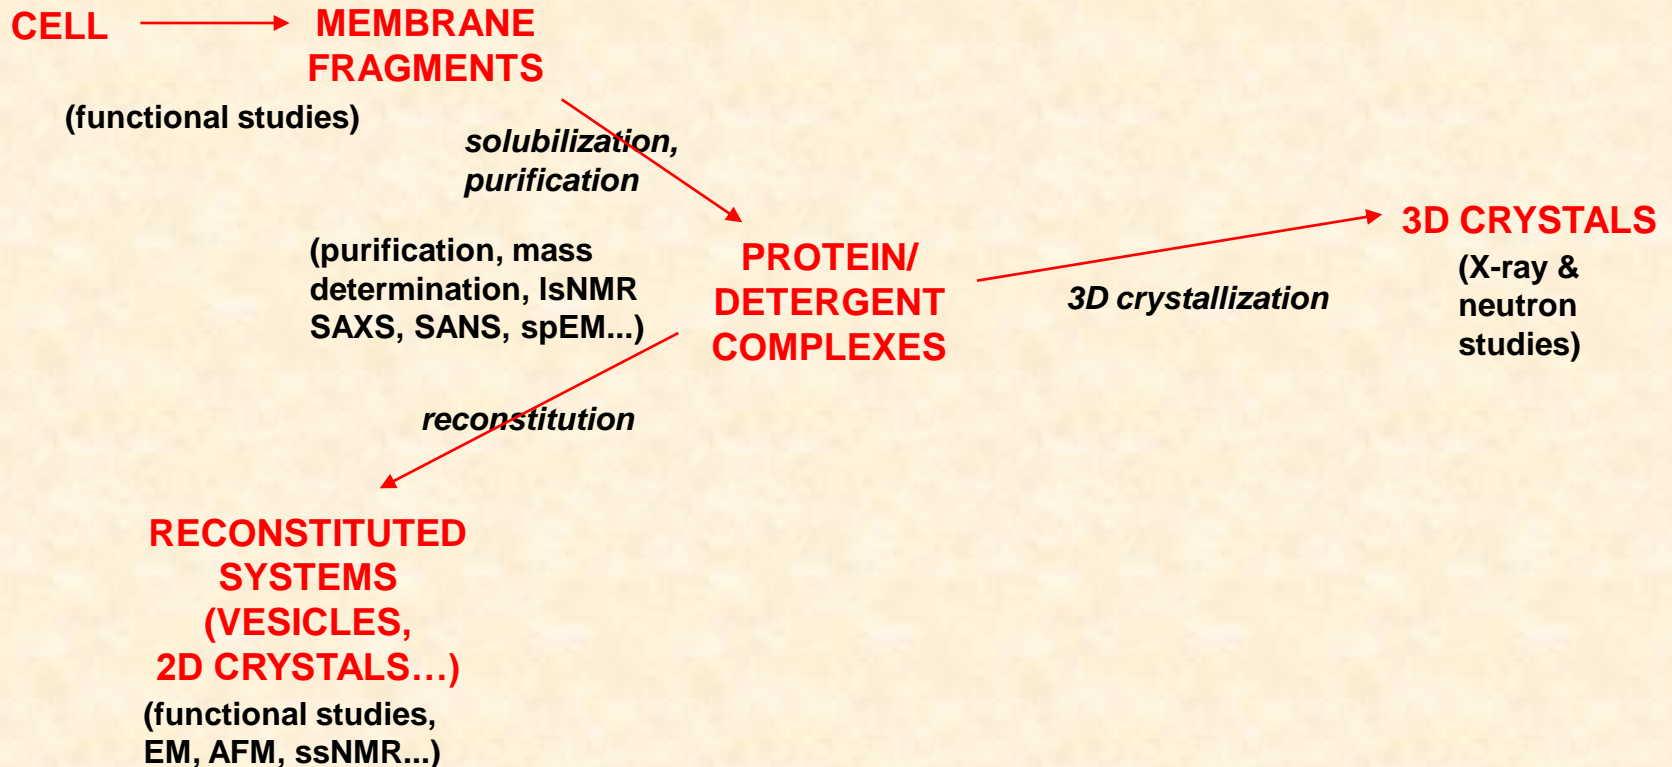 CELL
MEMBRANE
FRAGMENTS
(functional studies)
solubilization,
purification
(purification, mass
determination, lsNMR
SAXS, SANS, spEM...)
PROTEIN/
DETERGENT
COMPLEXES
3D crystallization
3D CRYSTALS
(X-ray &
neutron
studies)
reconstitution
RECONSTITUTED
SYSTEMS
(VESICLES,
2D CRYSTALS…)
(functional studies,
EM, AFM, ssNMR...)